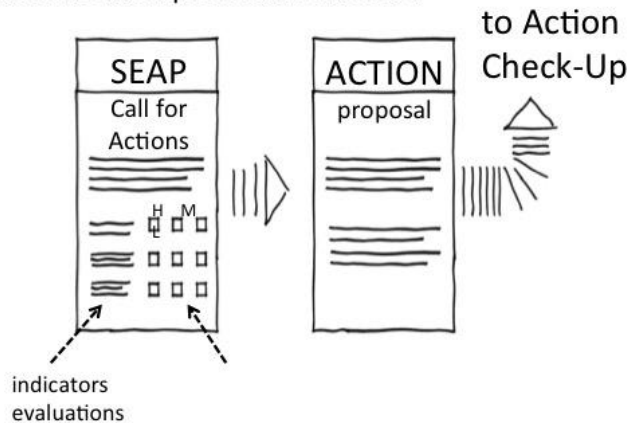 to Action
Check-Up
SEAP
Call for
Actions
H M
L
ACTION
proposal
indicators
evaluations